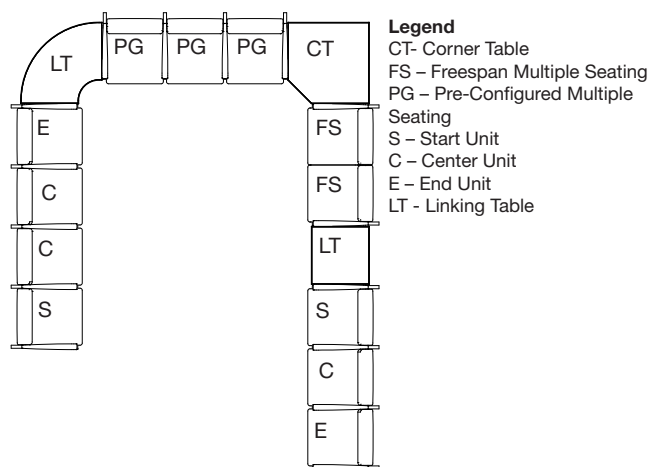 LT
PG PG PG
CT
E
C
C
S
FS
FS
LT
S
C
E
Legend
CT- Corner Table
FS – Freespan Multiple Seating
PG – Pre-Configured Multiple
Seating
S – Start Unit
C – Center Unit
E – End Unit
LT - Linking Table